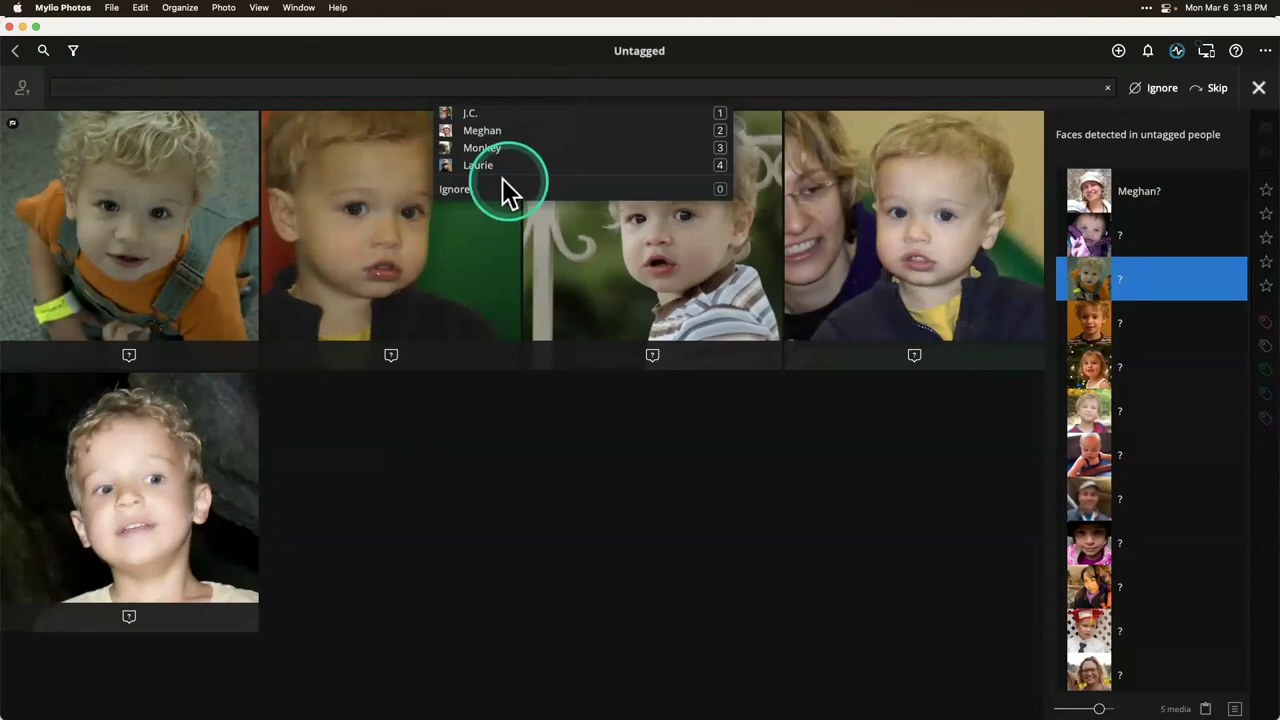 Mylio Photos File Edit Organize Photo View Window Help Mon Mar 6 3:18 PM
Untagged
Ignore Skip
J.C. 1
Meghan 2
Monkey 3
Laurie 4
Ignore 0
Faces detected in untagged people
Meghan?
?
?
?
?
?
?
?
?
?
?
?
5 media